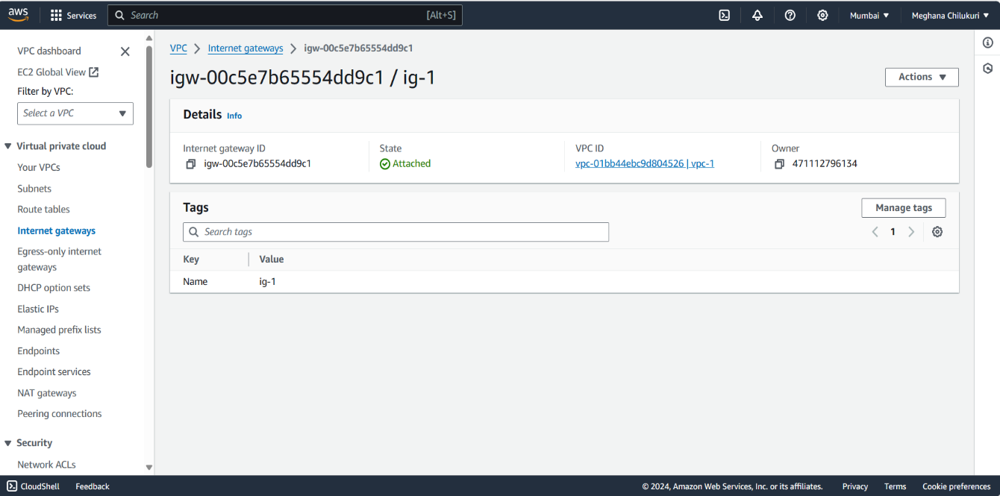 aws Services Search [Alt+S] Mumbai Meghana Chilukuri
VPC dashboard
EC2 Global View
Filter by VPC:
Select a VPC
Virtual private cloud
Your VPCs
Subnets
Route tables
Internet gateways
Egress-only internet
gateways
DHCP option sets
Elastic IPs
Managed prefix lists
Endpoints
Endpoint services
NAT gateways
Peering connections
Security
Network ACLs
VPC Internet gateways igw-00c5e7b65554dd9c1
igw-00c5e7b65554dd9c1 / ig-1
Actions
Details Info
Internet gateway ID
igw-00c5e7b65554dd9c1
State
Attached
VPC ID
vpc-01bb44ebc9d804526 | vpc-1
Owner
471112796134
Tags
Manage tags
Search tags
1
Key Value
Name ig-1
CloudShell Feedback © 2024, Amazon Web Services, Inc. or its affiliates. Privacy Terms Cookie preferences